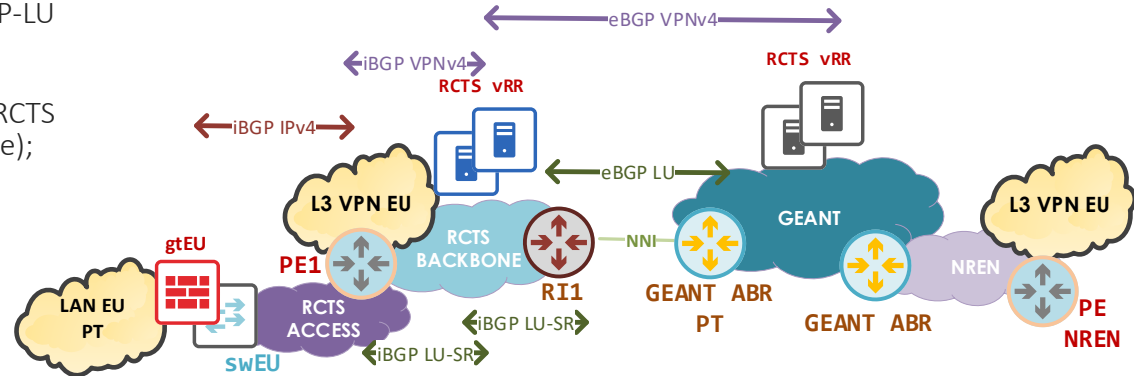 P-LU
RCTS
e);
eBGP VPNv4
iBGP VPNv4
RCTS vRR
RCTS vRR
iBGP IPv4
eBGP LU
L3 VPN EU
L3 VPN EU
GEANT
gtEU
RCTS
BACKBONE
NNI
PE1
NREN
LAN EU
PT
RCTS
ACCESS
RI1
GEANT ABR
PT
GEANT ABR
PE
NREN
iBGP LU-SR
iBGP LU-SR
swEU